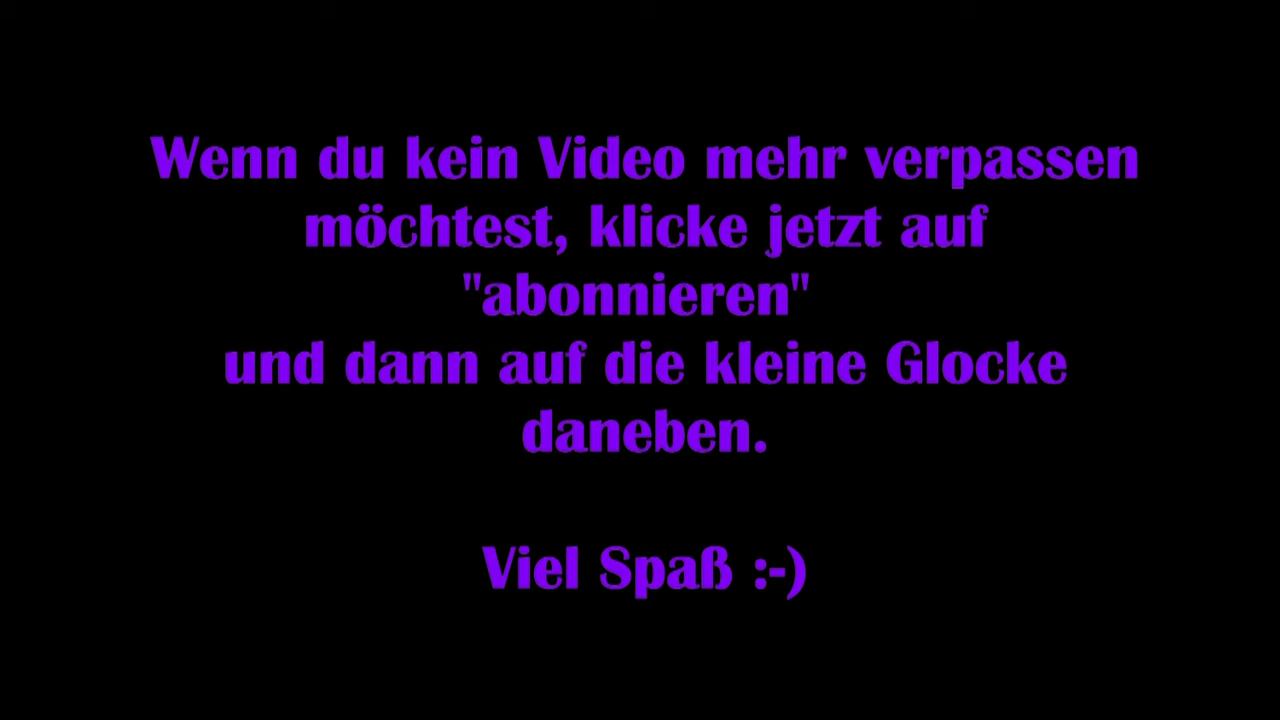 Wenn du kein Video mehr verpassen
möchtest, klicke jetzt auf
"abonnieren"
und dann auf die kleine Glocke
daneben.
Viel Spaß :-)